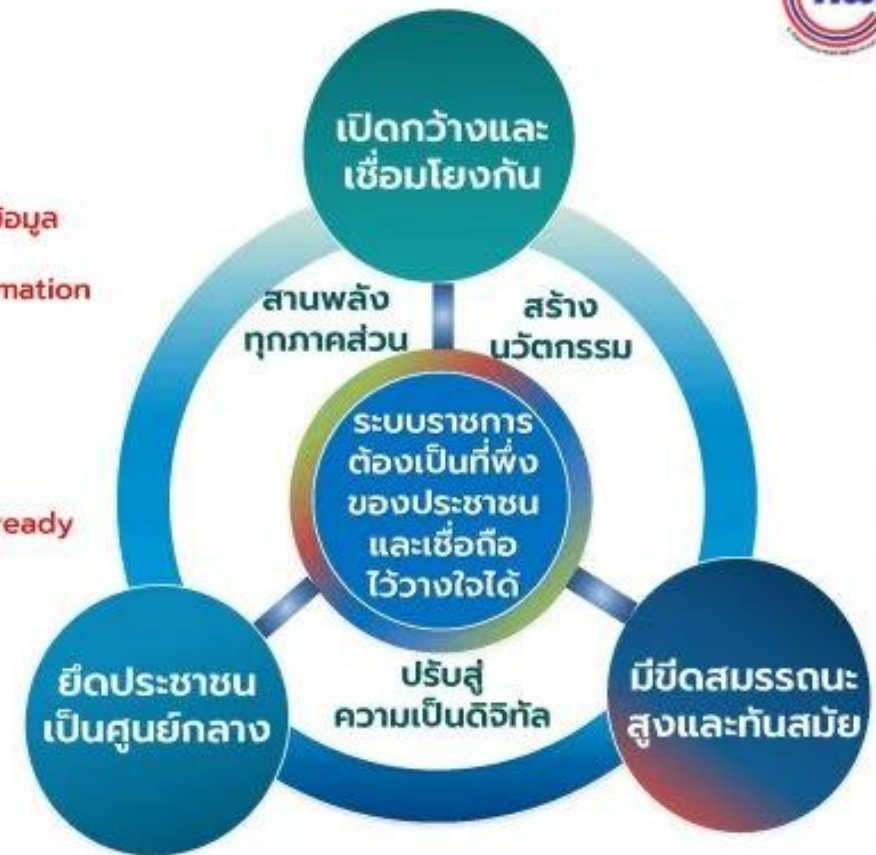 เปิดกว้างและ
เชื่อมโยงกัน
สานพลัง
ทุกภาคส่วน
สร้าง
นวัตกรรม
ระบบราชการ
ต้องเป็นที่พึ่ง
ของประชาชน
และเชื่อถือ
ไว้วางใจได้
ready
ยึดประชาชน
เป็นศูนย์กลาง
ปรับสู่
ความเป็นดิจิทัล
มีขีดสมรรถนะ
สูงและทันสมัย